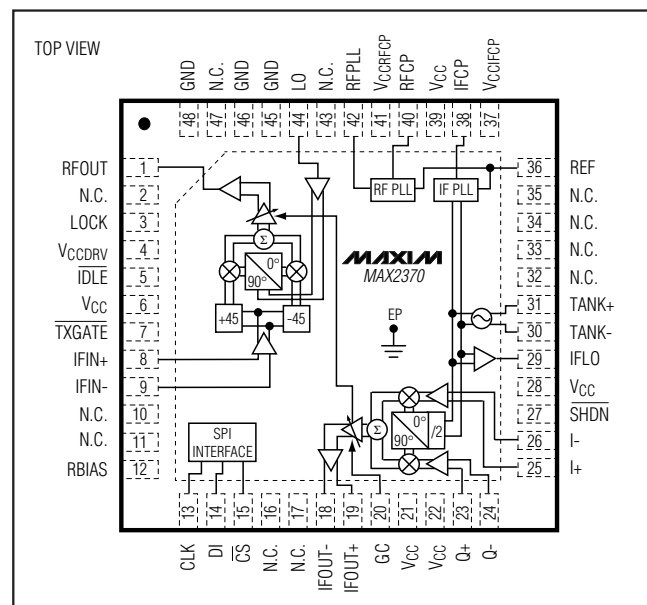 TOP VIEW
GND
N.C.
GND
GND
LO
N.C.
RFPLL
VCCRFCP
RFCP
VCC
IFCP
VCCIFCP
48
47
46
45
44
43
42
41
40
39
38
37
RFOUT 1
N.C. 2
LOCK 3
VCCDRV 4
IDLE 5
VCC 6
TXGATE 7
IFIN+ 8
IFIN- 9
N.C. 10
N.C. 11
RBIAS 12
RF PLL
IF PLL
Σ
0°
90°
+45
-45
MAXIM
MAX2370
EP
Σ
0°
90°
/2
SPI
INTERFACE
36 REF
35 N.C.
34 N.C.
33 N.C.
32 N.C.
31 TANK+
30 TANK-
29 IFLO
28 VCC
27 SHDN
26 I-
25 I+
13
14
15
16
17
18
19
20
21
22
23
24
CLK
DI
CS
N.C.
N.C.
IFOUT-
IFOUT+
GC
VCC
VCC
Q+
Q-